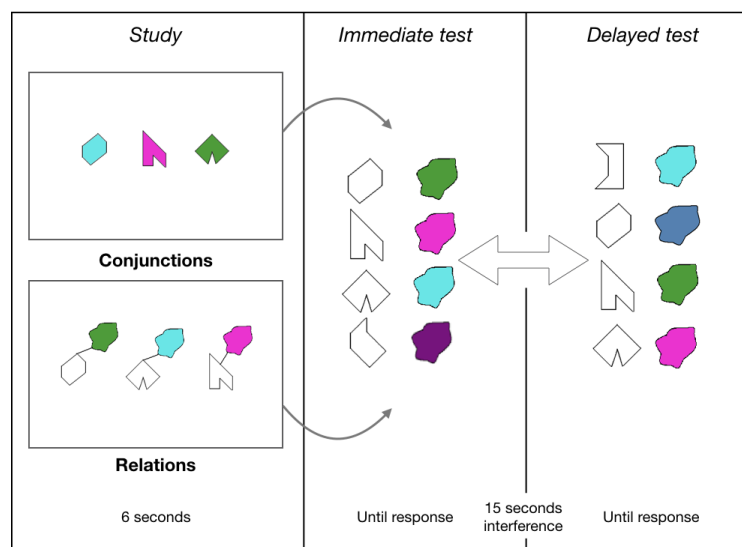 Study
Immediate test
Delayed test
Conjunctions
Relations
6 seconds
Until response
15 seconds
interference
Until response